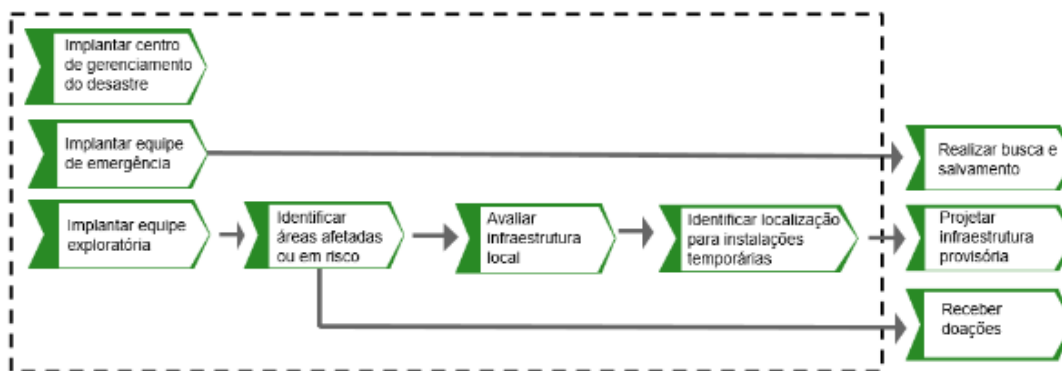 Implantar centro
de gerenciamento
do desastre
Implantar equipe
de emergência
Realizar busca e
salvamento
Implantar equipe
exploratória
Identificar
áreas afetadas
ou em risco
Avaliar
infraestrutura
local
Identificar localização
para instalações
temporárias
Projetar
infraestrutura
provisória
Receber
doações